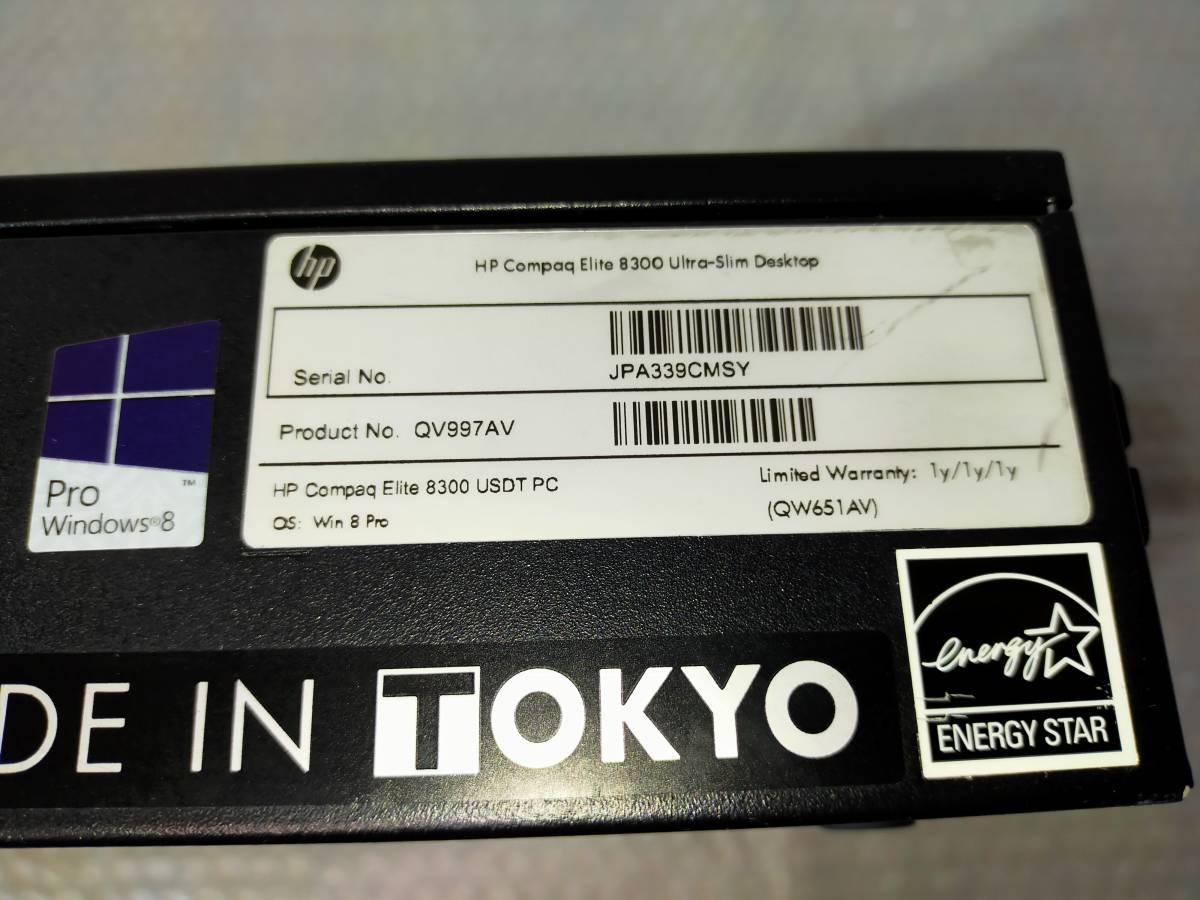 hp
HP Compaq Elite 8300 Ultra-Slim Desktop
Serial No.
JPA339CMSY
Product No. QV997AV
HP Compaq Elite 8300 USDT PC
Limited Warranty: 1y/1y/1y
OS: Win 8 Pro
(QW651AV)
Pro ™
Windows®8
DE IN TOKYO
energy
ENERGY STAR